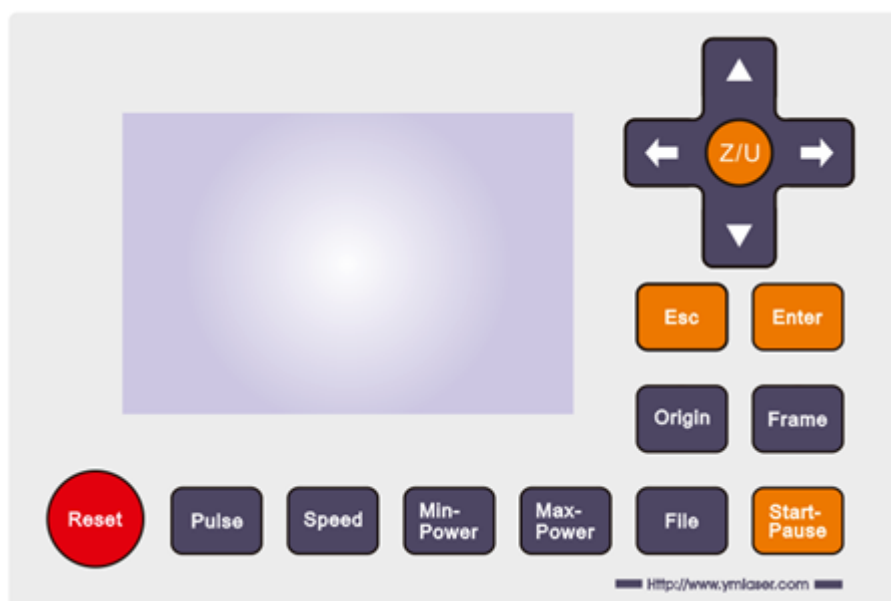 Z/U
Esc
Enter
Origin
Frame
Reset
Pulse
Speed
Min-
Power
Max-
Power
File
Start-
Pause
Http://www.ymlaser.com